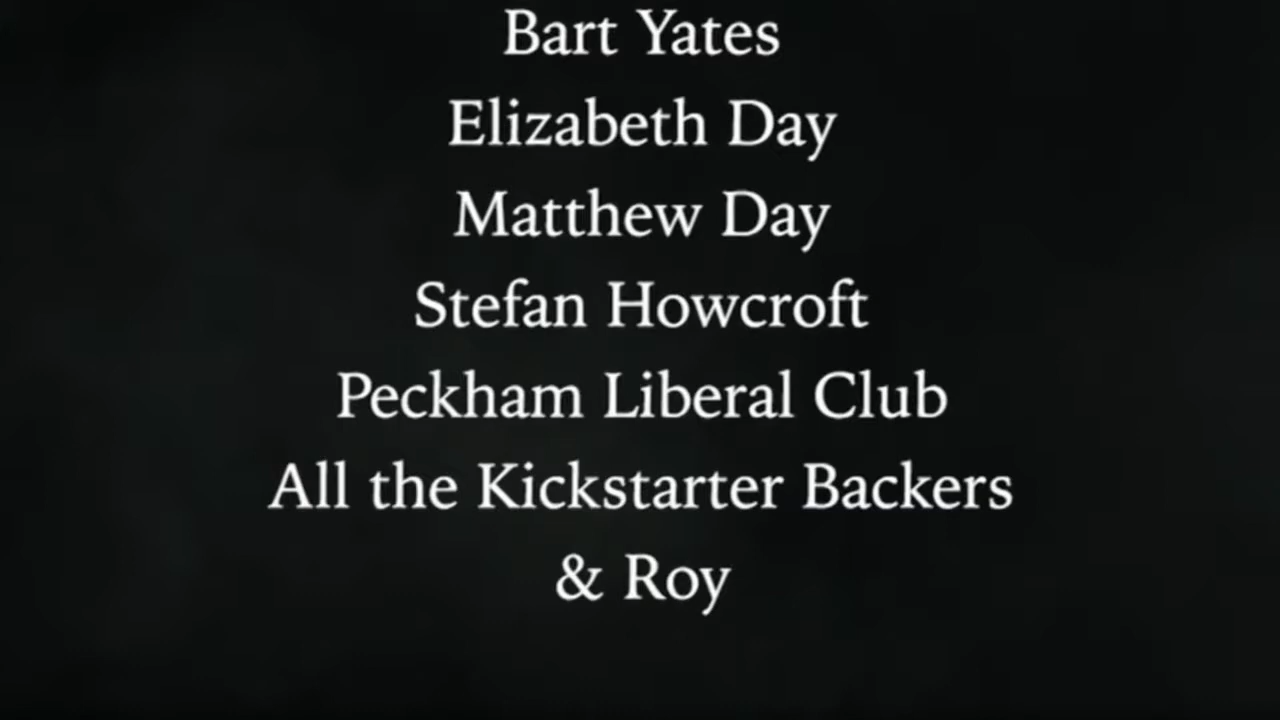 Bart Yates
Elizabeth Day
Matthew Day
Stefan Howcroft
Peckham Liberal Club
All the Kickstarter Backers
& Roy